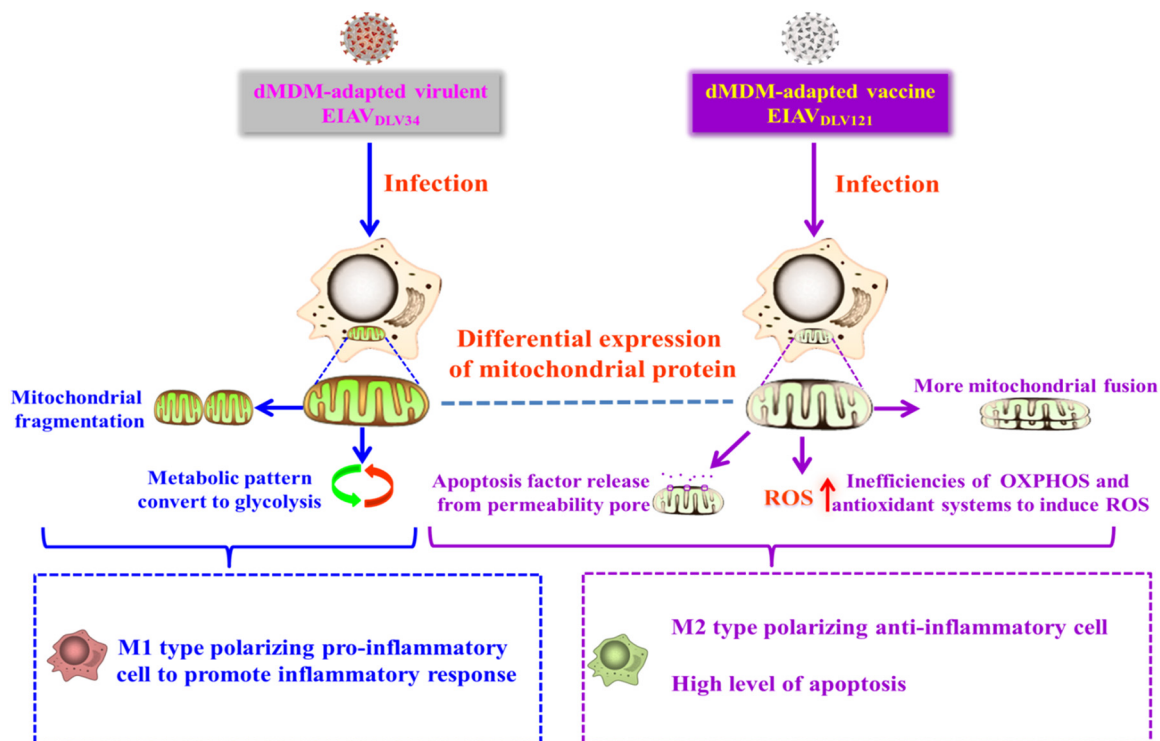 dMDM-adapted virulent
EIAVDLV34
dMDM-adapted vaccine
EIAVDLV121
Infection
Infection
Differential expression
of mitochondrial protein
Mitochondrial
fragmentation
More mitochondrial fusion
Metabolic pattern
convert to glycolysis
Apoptosis factor release
from permeability pore
ROS
Inefficiencies of OXPHOS and
antioxidant systems to induce ROS
M1 type polarizing pro-inflammatory
cell to promote inflammatory response
M2 type polarizing anti-inflammatory cell
High level of apoptosis